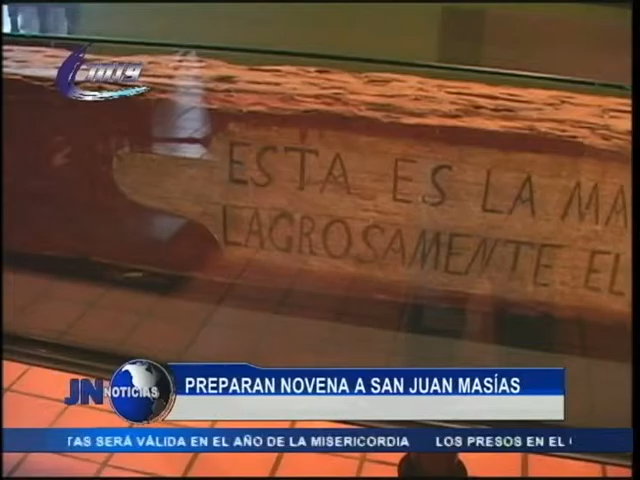 ESTA ES LA MA
LAGROSAMENTE EL
JN NOTICIAS
PREPARAN NOVENA A SAN JUAN MASÍAS
TAS SERÁ VÁLIDA EN EL AÑO DE LA MISERICORDIA LOS PRESOS EN EL